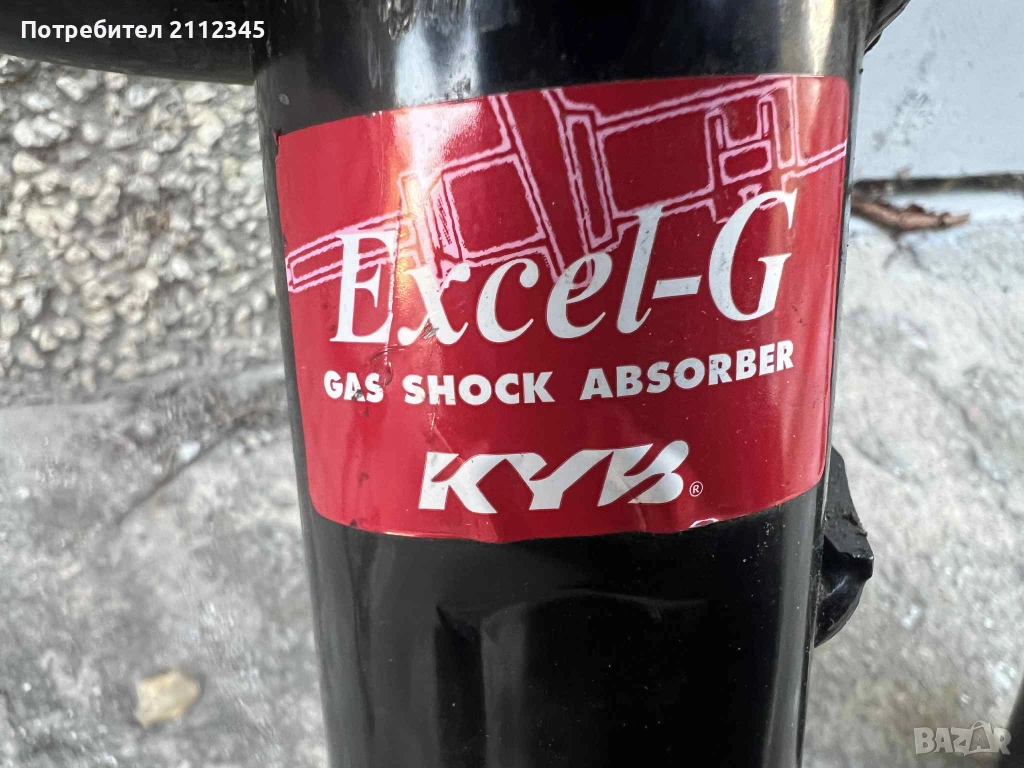 Потребител 2112345
Excel-G
GAS SHOCK ABSORBER
KYB®
BAZAR